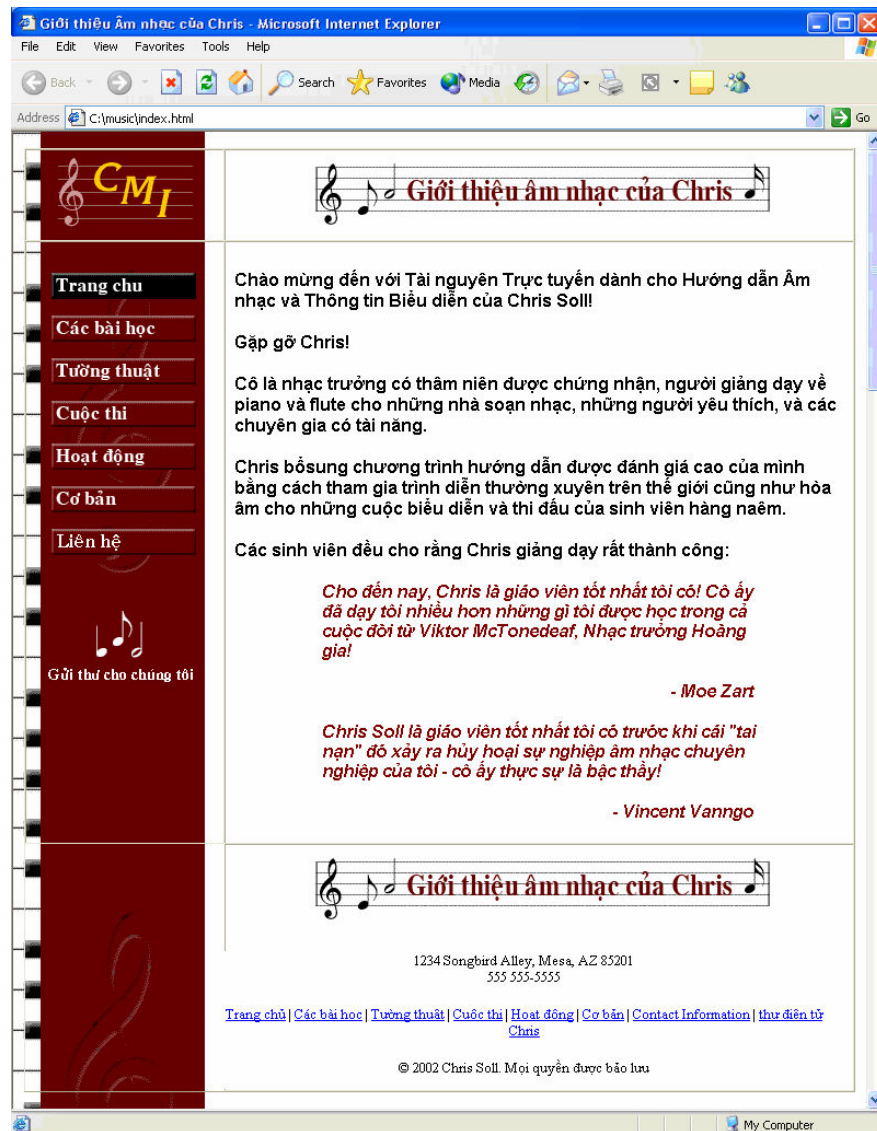 Giới thiệu Âm nhạc của Chris - Microsoft Internet Explorer
File Edit View Favorites Tools Help
Back Search Favorites Media
Address C:\music\index.html Go
CMI
Giới thiệu âm nhạc của Chris
Trang chu
Các bài học
Tường thuật
Cuộc thi
Hoạt động
Cơ bản
Liên hệ
Gửi thư cho chúng tôi
Chào mừng đến với Tài nguyên Trực tuyến dành cho Hướng dẫn Âm
nhạc và Thông tin Biểu diễn của Chris Soll!
Gặp gỡ Chris!
Cô là nhạc trưởng có thâm niên được chứng nhận, người giảng dạy về
piano và flute cho những nhà soạn nhạc, những người yêu thích, và các
chuyên gia có tài năng.
Chris bổsung chương trình hướng dẫn được đánh giá cao của mình
bằng cách tham gia trình diễn thường xuyên trên thế giới cũng như hòa
âm cho những cuộc biểu diễn và thi đấu của sinh viên hàng naêm.
Các sinh viên đều cho rằng Chris giảng dạy rất thành công:
Cho đến nay, Chris là giáo viên tốt nhất tôi có! Cô ấy
đã dạy tôi nhiều hơn những gì tôi được học trong cả
cuộc đời từ Viktor McTonedeaf, Nhạc trưởng Hoàng
gia!
- Moe Zart
Chris Soll là giáo viên tốt nhất tôi có trước khi cái "tai
nạn" đó xảy ra hủy hoại sự nghiệp âm nhạc chuyên
nghiệp của tôi - cô ấy thực sự là bậc thầy!
- Vincent Vanngo
Giới thiệu âm nhạc của Chris
1234 Songbird Alley, Mesa, AZ 85201
555 555-5555
Trang chủ | Các bài học | Tường thuật | Cuộc thi | Hoạt động | Cơ bản | Contact Information | thư điện tử
Chris
© 2002 Chris Soll. Mọi quyền được bảo lưu
My Computer